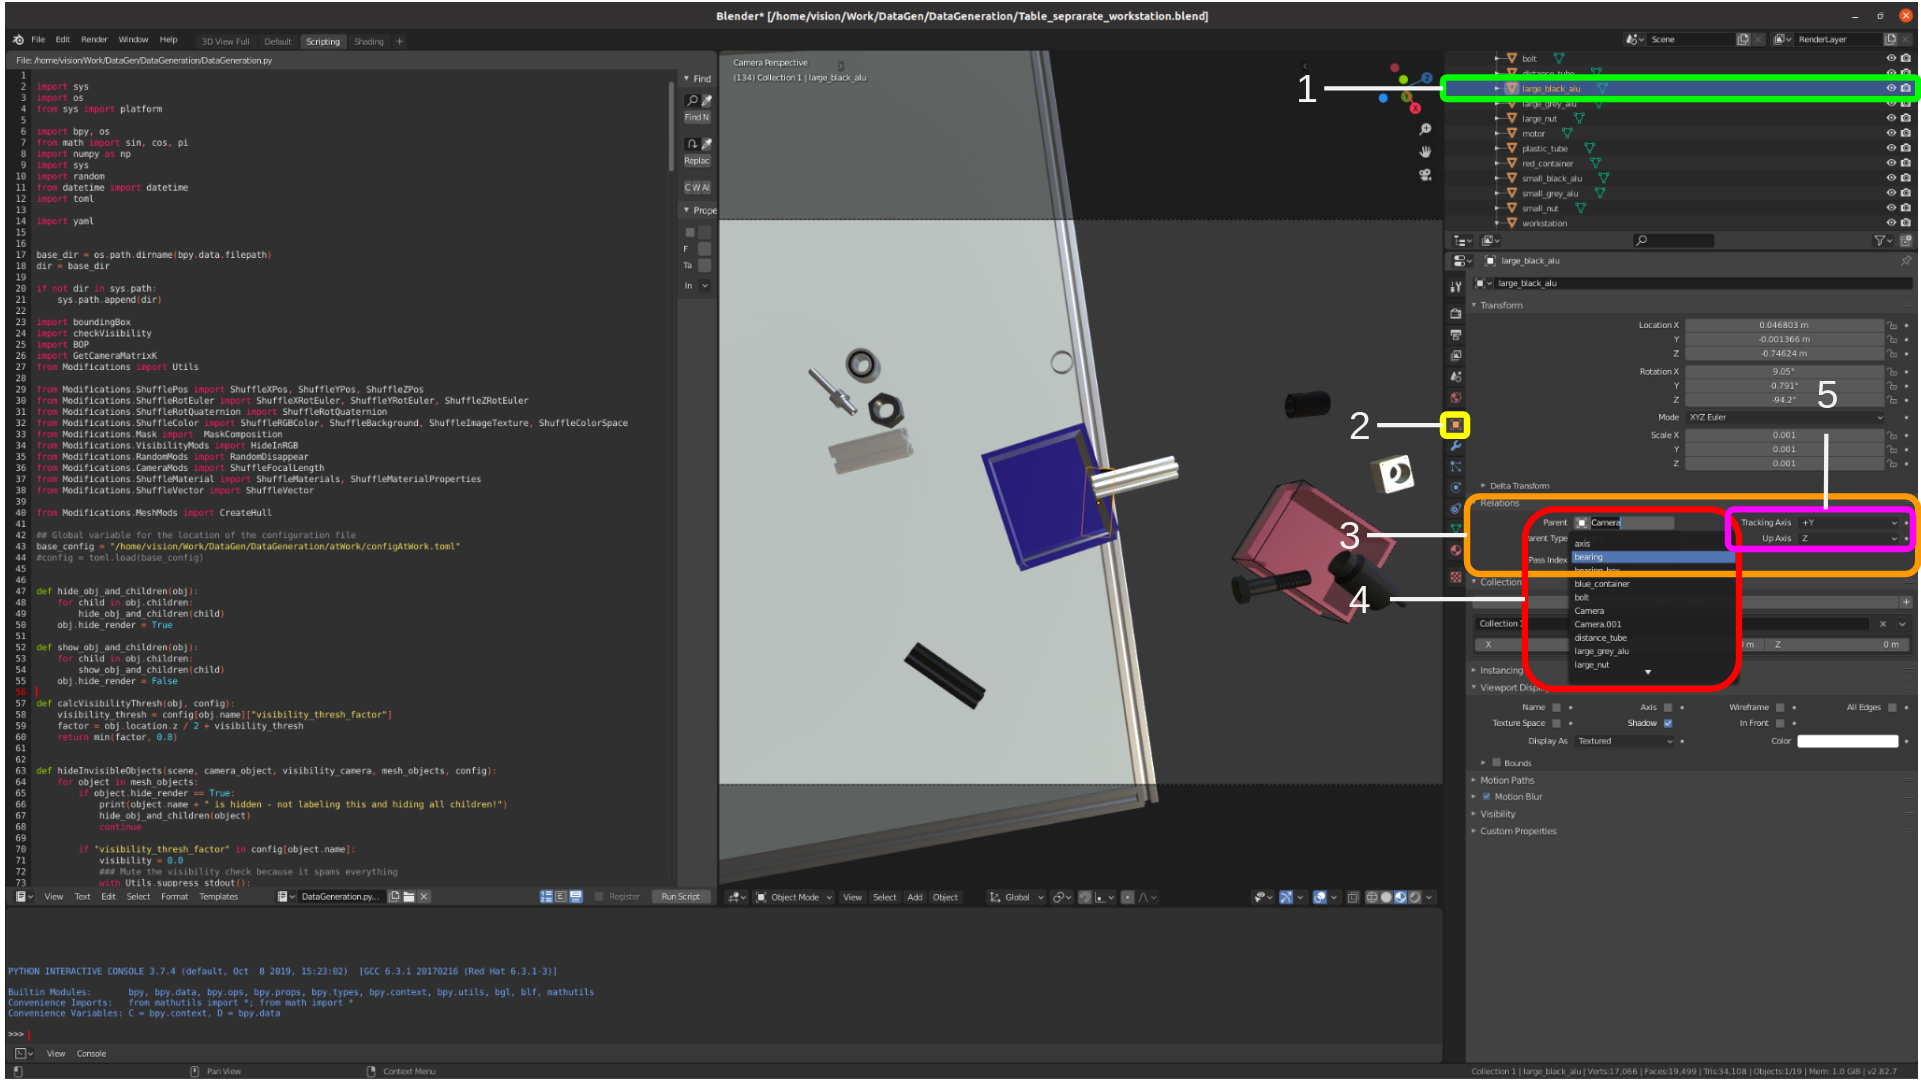 Blender* [/home/vision/Work/DataGen/DataGeneration/Table_seprarate_workstation.blend]
File Edit Render Window Help 3D View Full Default Scripting Shading + Scene RenderLayer
File: /home/vision/Work/DataGen/DataGeneration/DataGeneration.py
1
2 import sys
3 import os
4 from sys import platform
5
6 import bpy, os
7 from math import sin, cos, pi
8 import numpy as np
9 import sys
10 import random
11 from datetime import datetime
12 import toml
13
14 import yaml
15
16
17 base_dir = os.path.dirname(bpy.data.filepath)
18 dir = base_dir
19
20 if not dir in sys.path:
21 sys.path.append(dir)
22
23 import boundingBox
24 import checkVisibility
25 import BOP
26 import GetCameraMatrixK
27 from Modifications import Utils
28
29 from Modifications.ShufflePos import ShuffleXPos, ShuffleYPos, ShuffleZPos
30 from Modifications.ShuffleRotEuler import ShuffleXRotEuler, ShuffleYRotEuler, ShuffleZRotEuler
31 from Modifications.ShuffleRotQuaternion import ShuffleRotQuaternion
32 from Modifications.ShuffleColor import ShuffleRGBColor, ShuffleBackground, ShuffleImageTexture, ShuffleColorSpace
33 from Modifications.Mask import MaskComposition
34 from Modifications.VisibilityMods import HideInRGB
35 from Modifications.RandomMods import RandomDisappear
36 from Modifications.CameraMods import ShuffleFocalLength
37 from Modifications.ShuffleMaterial import ShuffleMaterials, ShuffleMaterialProperties
38 from Modifications.ShuffleVector import ShuffleVector
39
40 from Modifications.MeshMods import CreateHull
41
42 ## Global variable for the location of the configuration file
43 base_config = "/home/vision/Work/DataGen/DataGeneration/atWork/configAtWork.toml"
44 #config = toml.load(base_config)
45
46
47 def hide_obj_and_children(obj):
48 for child in obj.children:
49 hide_obj_and_children(child)
50 obj.hide_render = True
51
52 def show_obj_and_children(obj):
53 for child in obj.children:
54 show_obj_and_children(child)
55 obj.hide_render = False
56
57 def calcVisibilityThresh(obj, config):
58 visibility_thresh = config[obj.name]["visibility_thresh_factor"]
59 factor = obj.location.z / 2 + visibility_thresh
60 return min(factor, 0.8)
61
62
63 def hideInvisibleObjects(scene, camera_object, visibility_camera, mesh_objects, config):
64 for object in mesh_objects:
65 if object.hide_render == True:
66 print(object.name + " is hidden - not labeling this and hiding all children!")
67 hide_obj_and_children(object)
68 continue
69
70 if "visibility_thresh_factor" in config[object.name]:
71 visibility = 0.0
72 ### Mute the visibility check because it spams everything
73 with Utils.suppress_stdout():
Find
Find N
Replac
C W Al
Prope
F
Ta
In
View Text Edit Select Format Templates DataGeneration.py... Register Run Script
Camera Perspective
(134) Collection 1 | large_black_alu
Z
Y
X
1
2
3
4
5
Object Mode View Select Add Object Global
bolt
distance_tube
large_black_alu
large_grey_alu
large_nut
motor
plastic_tube
red_container
small_black_alu
small_grey_alu
small_nut
workstation
large_black_alu
large_black_alu
Transform
Location X 0.046803 m
Y -0.001366 m
Z -0.74624 m
Rotation X 9.05°
Y -0.791°
Z -94.2°
Mode XYZ Euler
Scale X 0.001
Y 0.001
Z 0.001
Delta Transform
Relations
Parent Camera Tracking Axis +Y
arent Type Up Axis Z
Pass Index
axis
bearing
bearing_box
blue_container
bolt
Camera
Camera.001
distance_tube
large_grey_alu
large_nut
Collection
Collection 1
X m Z 0 m
Instancing
Viewport Display
Name Axis Wireframe All Edges
Texture Space Shadow In Front
Display As Textured Color
Bounds
Motion Paths
Motion Blur
Visibility
Custom Properties
PYTHON INTERACTIVE CONSOLE 3.7.4 (default, Oct 8 2019, 15:23:02) [GCC 6.3.1 20170216 (Red Hat 6.3.1-3)]
Builtin Modules: bpy, bpy.data, bpy.ops, bpy.props, bpy.types, bpy.context, bpy.utils, bgl, blf, mathutils
Convenience Imports: from mathutils import *; from math import *
Convenience Variables: C = bpy.context, D = bpy.data
>>>
View Console
Pan View Context Menu Collection 1 | large_black_alu | Verts:17,066 | Faces:19,499 | Tris:34,108 | Objects:1/19 | Mem: 1.0 GiB | v2.82.7